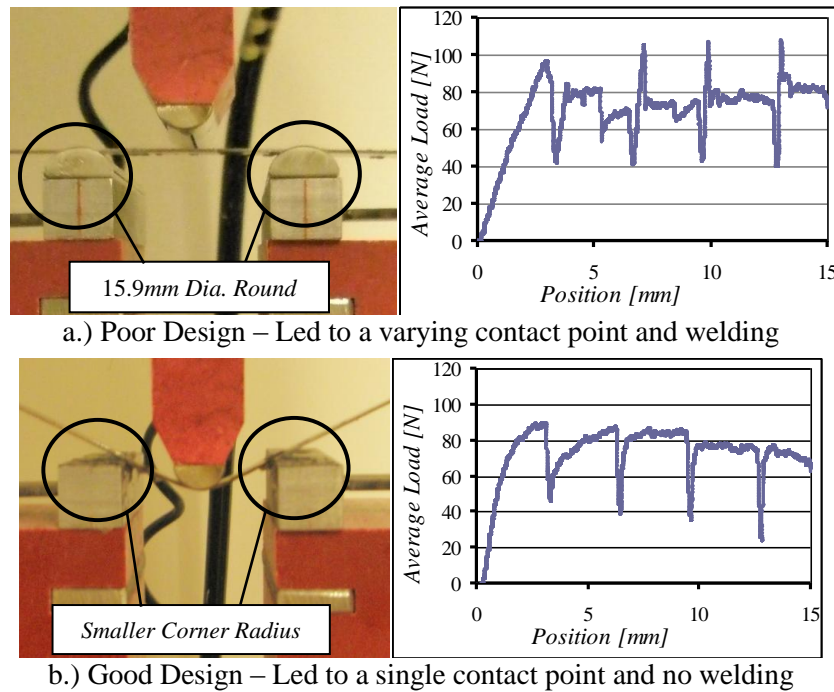 15.9mm Dia. Round
Average Load [N]
120
100
80
60
40
20
0
0
5
10
15
Position [mm]
a.) Poor Design – Led to a varying contact point and welding
Smaller Corner Radius
Average Load [N]
120
100
80
60
40
20
0
0
5
10
15
Position [mm]
b.) Good Design – Led to a single contact point and no welding